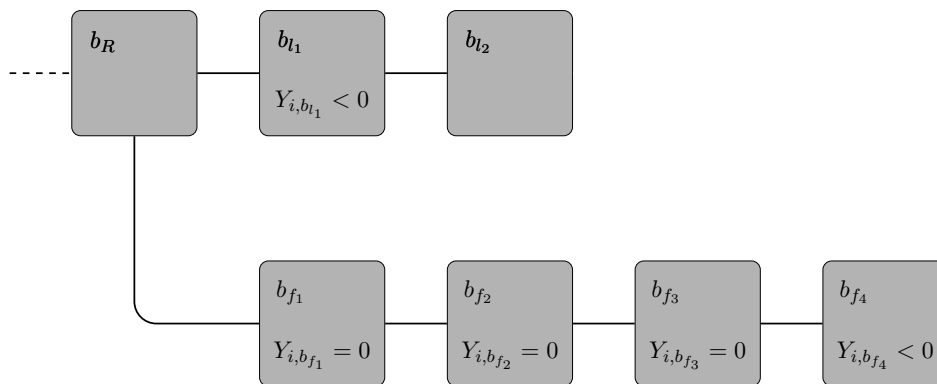 b_R b_{l_1} b_{l_2}
Y_{i,b_{l_1}} < 0
b_{f_1} b_{f_2} b_{f_3} b_{f_4}
Y_{i,b_{f_1}} = 0 Y_{i,b_{f_2}} = 0 Y_{i,b_{f_3}} = 0 Y_{i,b_{f_4}} < 0